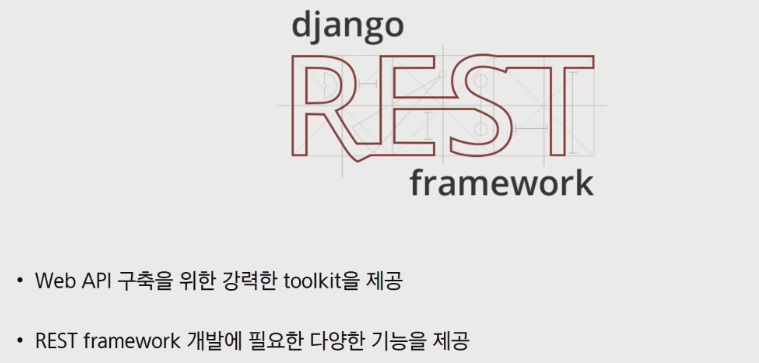 django
REST
framework
• Web API 구축을 위한 강력한 toolkit을 제공
• REST framework 개발에 필요한 다양한 기능을 제공